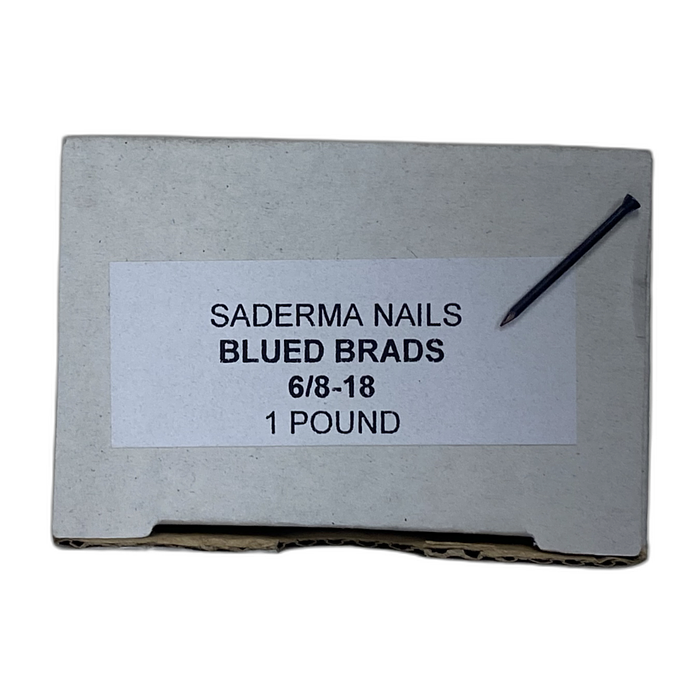 SADERMA NAILS
BLUED BRADS
6/8-18
1 POUND